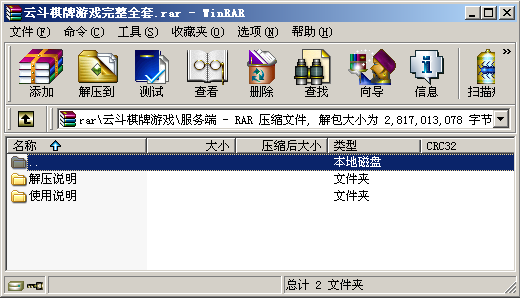 云斗棋牌游戏完整全套.rar - WinRAR
文件(F) 命令(C) 工具(S) 收藏夹(O) 选项(N) 帮助(H)
添加 解压到 测试 查看 删除 查找 向导 信息 扫描
rar\云斗棋牌游戏\服务端 - RAR 压缩文件, 解包大小为 2,817,013,078 字节
名称 大小 压缩后大小 类型 CRC32
.. 本地磁盘
解压说明 文件夹
使用说明 文件夹
总计 2 文件夹